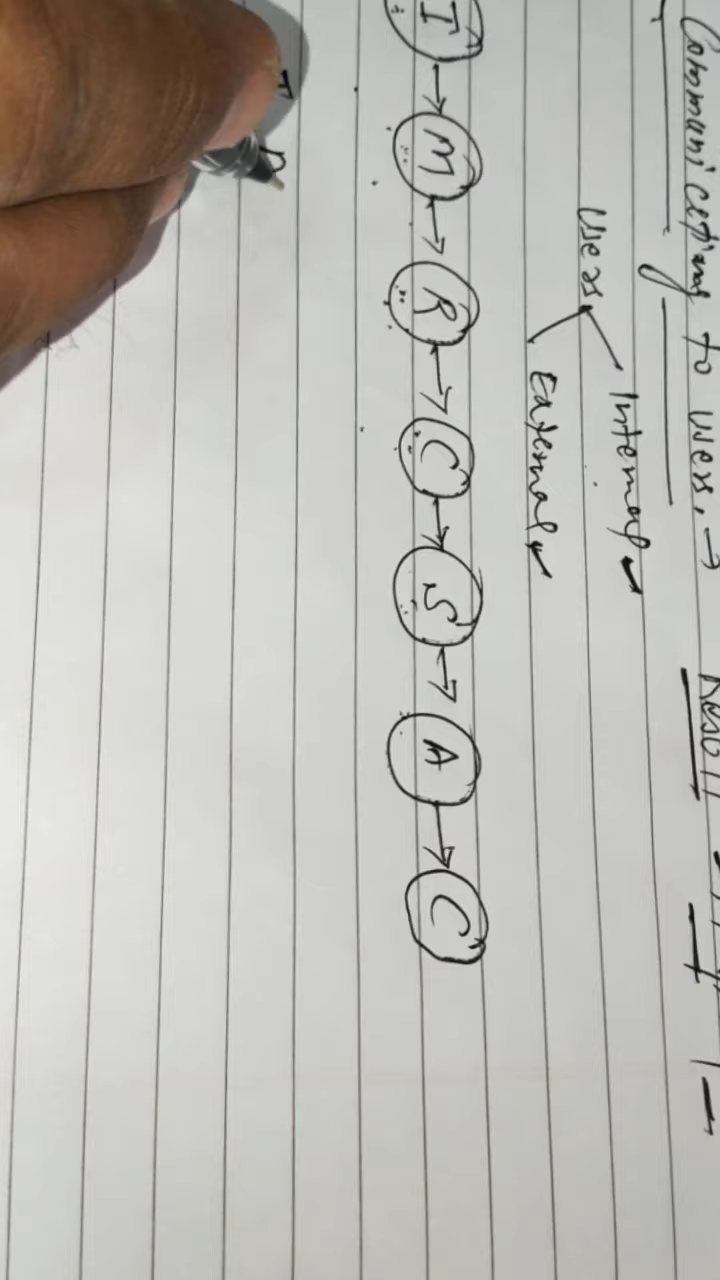 Communicating to users. →
Internal
Users
External
I → M → R → C → S → A → C